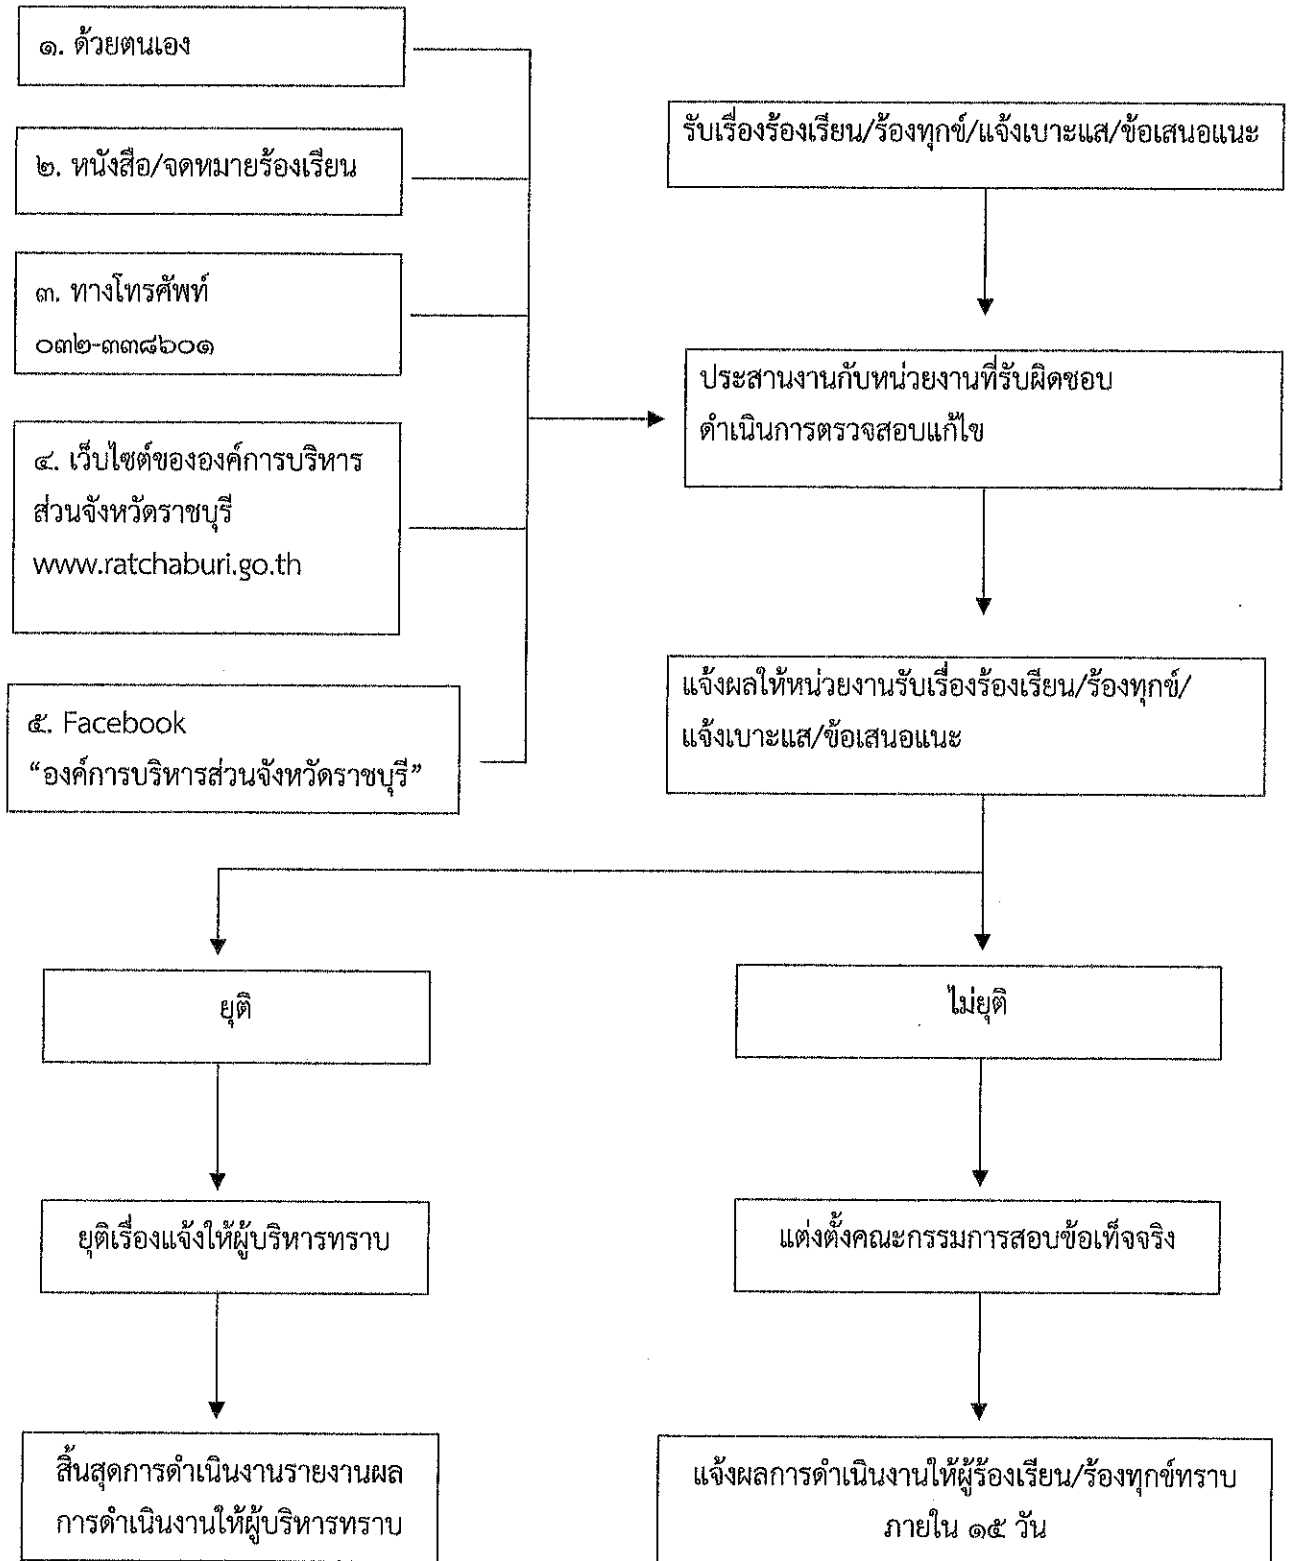 ๑. ด้วยตนเอง
๒. หนังสือ/จดหมายร้องเรียน
๓. ทางโทรศัพท์
๐๓๒-๓๓๘๖๐๑
๔. เว็บไซต์ขององค์การบริหาร
ส่วนจังหวัดราชบุรี
www.ratchaburi.go.th
๕. Facebook
“องค์การบริหารส่วนจังหวัดราชบุรี”
รับเรื่องร้องเรียน/ร้องทุกข์/แจ้งเบาะแส/ข้อเสนอแนะ
ประสานงานกับหน่วยงานที่รับผิดชอบ
ดำเนินการตรวจสอบแก้ไข
แจ้งผลให้หน่วยงานรับเรื่องร้องเรียน/ร้องทุกข์/
แจ้งเบาะแส/ข้อเสนอแนะ
ยุติ
ยุติเรื่องแจ้งให้ผู้บริหารทราบ
สิ้นสุดการดำเนินงานรายงานผล
การดำเนินงานให้ผู้บริหารทราบ
ไม่ยุติ
แต่งตั้งคณะกรรมการสอบข้อเท็จจริง
แจ้งผลการดำเนินงานให้ผู้ร้องเรียน/ร้องทุกข์ทราบ
ภายใน ๑๕ วัน